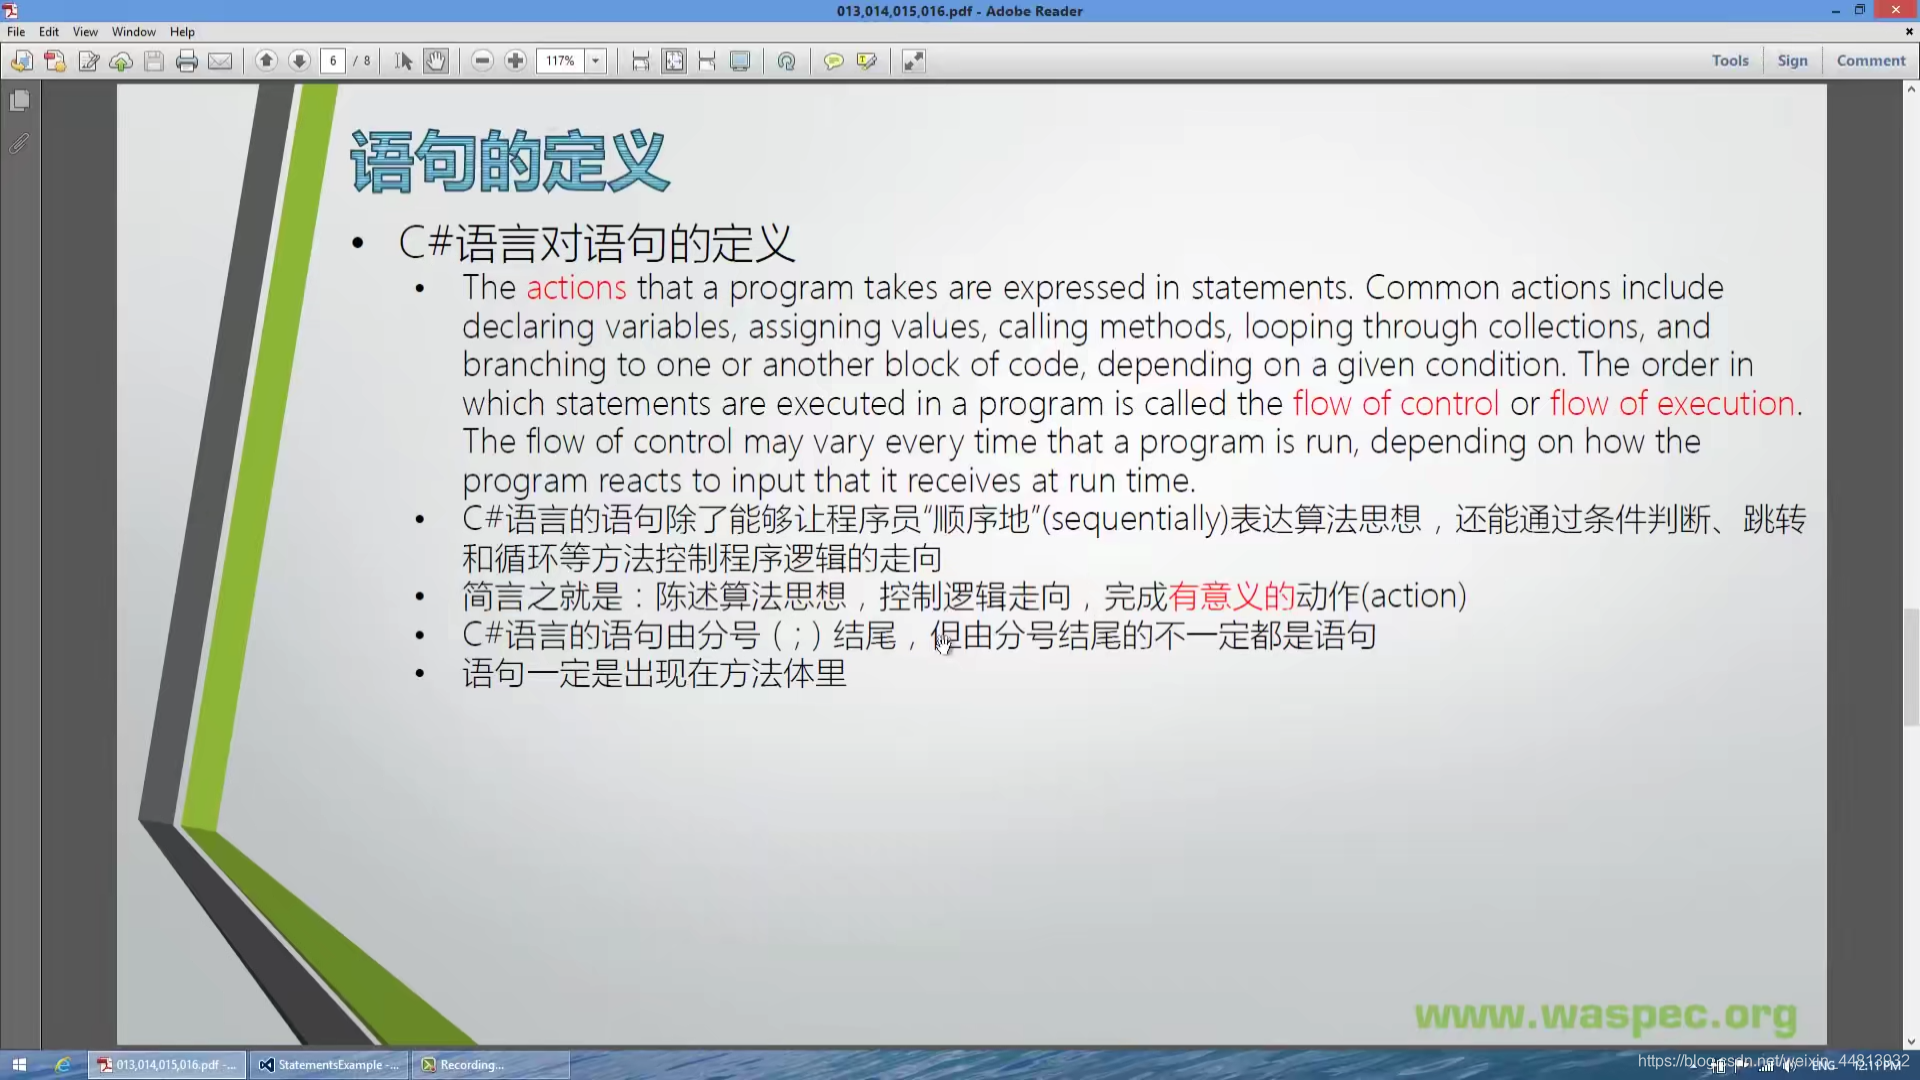 013,014,015,016.pdf - Adobe Reader
File Edit View Window Help
6 / 8 117% Tools Sign Comment
语句的定义
• C#语言对语句的定义
• The actions that a program takes are expressed in statements. Common actions include
declaring variables, assigning values, calling methods, looping through collections, and
branching to one or another block of code, depending on a given condition. The order in
which statements are executed in a program is called the flow of control or flow of execution.
The flow of control may vary every time that a program is run, depending on how the
program reacts to input that it receives at run time.
• C#语言的语句除了能够让程序员“顺序地”(sequentially)表达算法思想，还能通过条件判断、跳转
和循环等方法控制程序逻辑的走向
• 简言之就是：陈述算法思想，控制逻辑走向，完成有意义的动作(action)
• C#语言的语句由分号（;）结尾，但由分号结尾的不一定都是语句
• 语句一定是出现在方法体里
www.waspec.org
013,014,015,016.pdf -... StatementsExample -... Recording... ENG 12:11 PM
https://blog.csdn.net/weixin_44813932